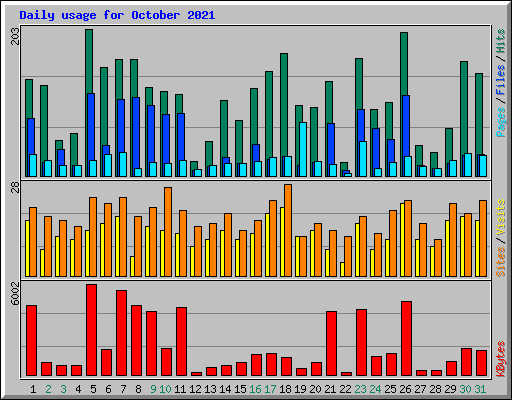 Daily usage for October 2021
203
Pages / Files / Hits
28
Sites / Visits
6002
KBytes
1 2 3 4 5 6 7 8 9 10 11 12 13 14 15 16 17 18 19 20 21 22 23 24 25 26 27 28 29 30 31